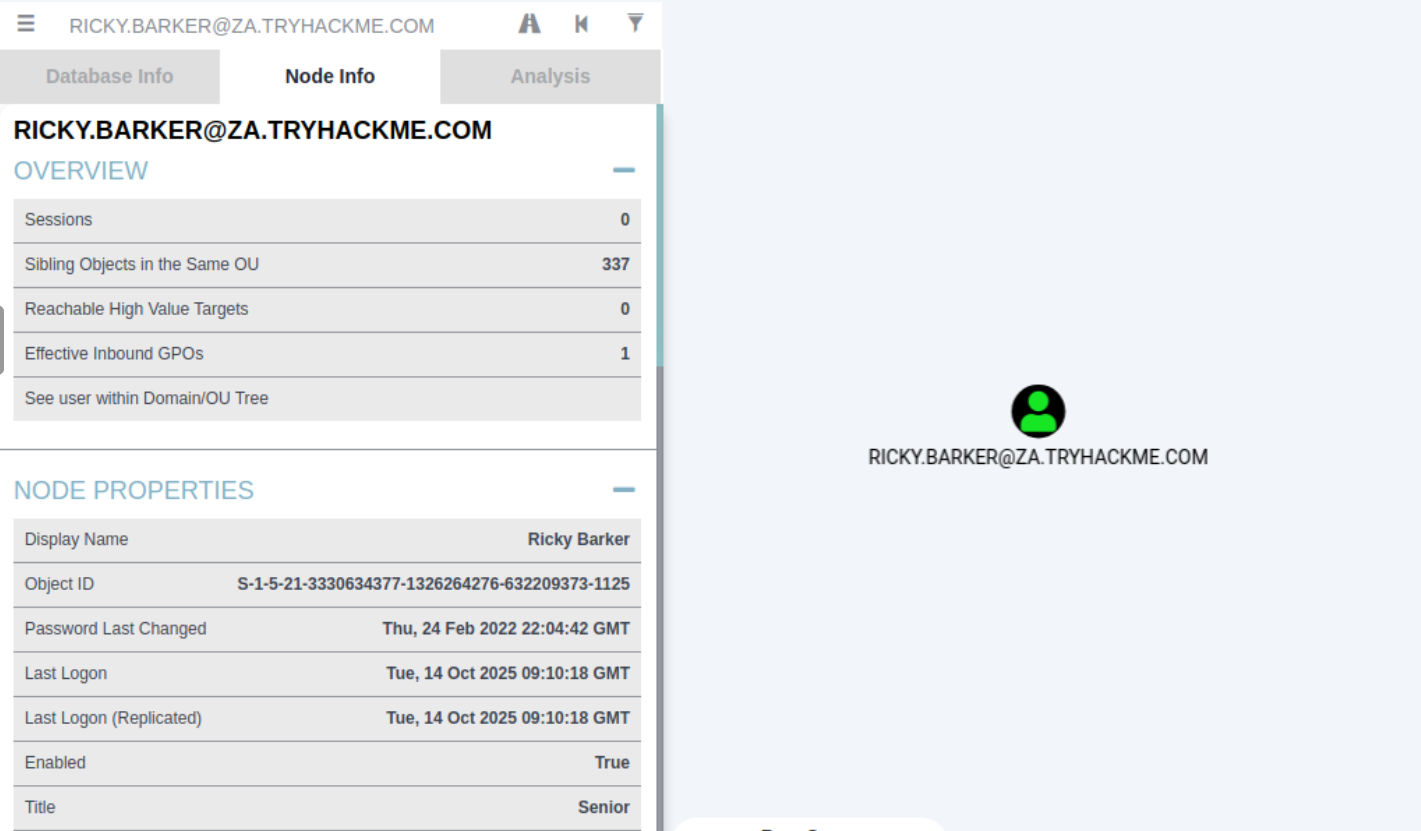 RICKY.BARKER@ZA.TRYHACKME.COM
Database Info Node Info Analysis
RICKY.BARKER@ZA.TRYHACKME.COM
OVERVIEW
Sessions 0
Sibling Objects in the Same OU 337
Reachable High Value Targets 0
Effective Inbound GPOs 1
See user within Domain/OU Tree
NODE PROPERTIES
Display Name Ricky Barker
Object ID S-1-5-21-3330634377-1326264276-632209373-1125
Password Last Changed Thu, 24 Feb 2022 22:04:42 GMT
Last Logon Tue, 14 Oct 2025 09:10:18 GMT
Last Logon (Replicated) Tue, 14 Oct 2025 09:10:18 GMT
Enabled True
Title Senior
RICKY.BARKER@ZA.TRYHACKME.COM